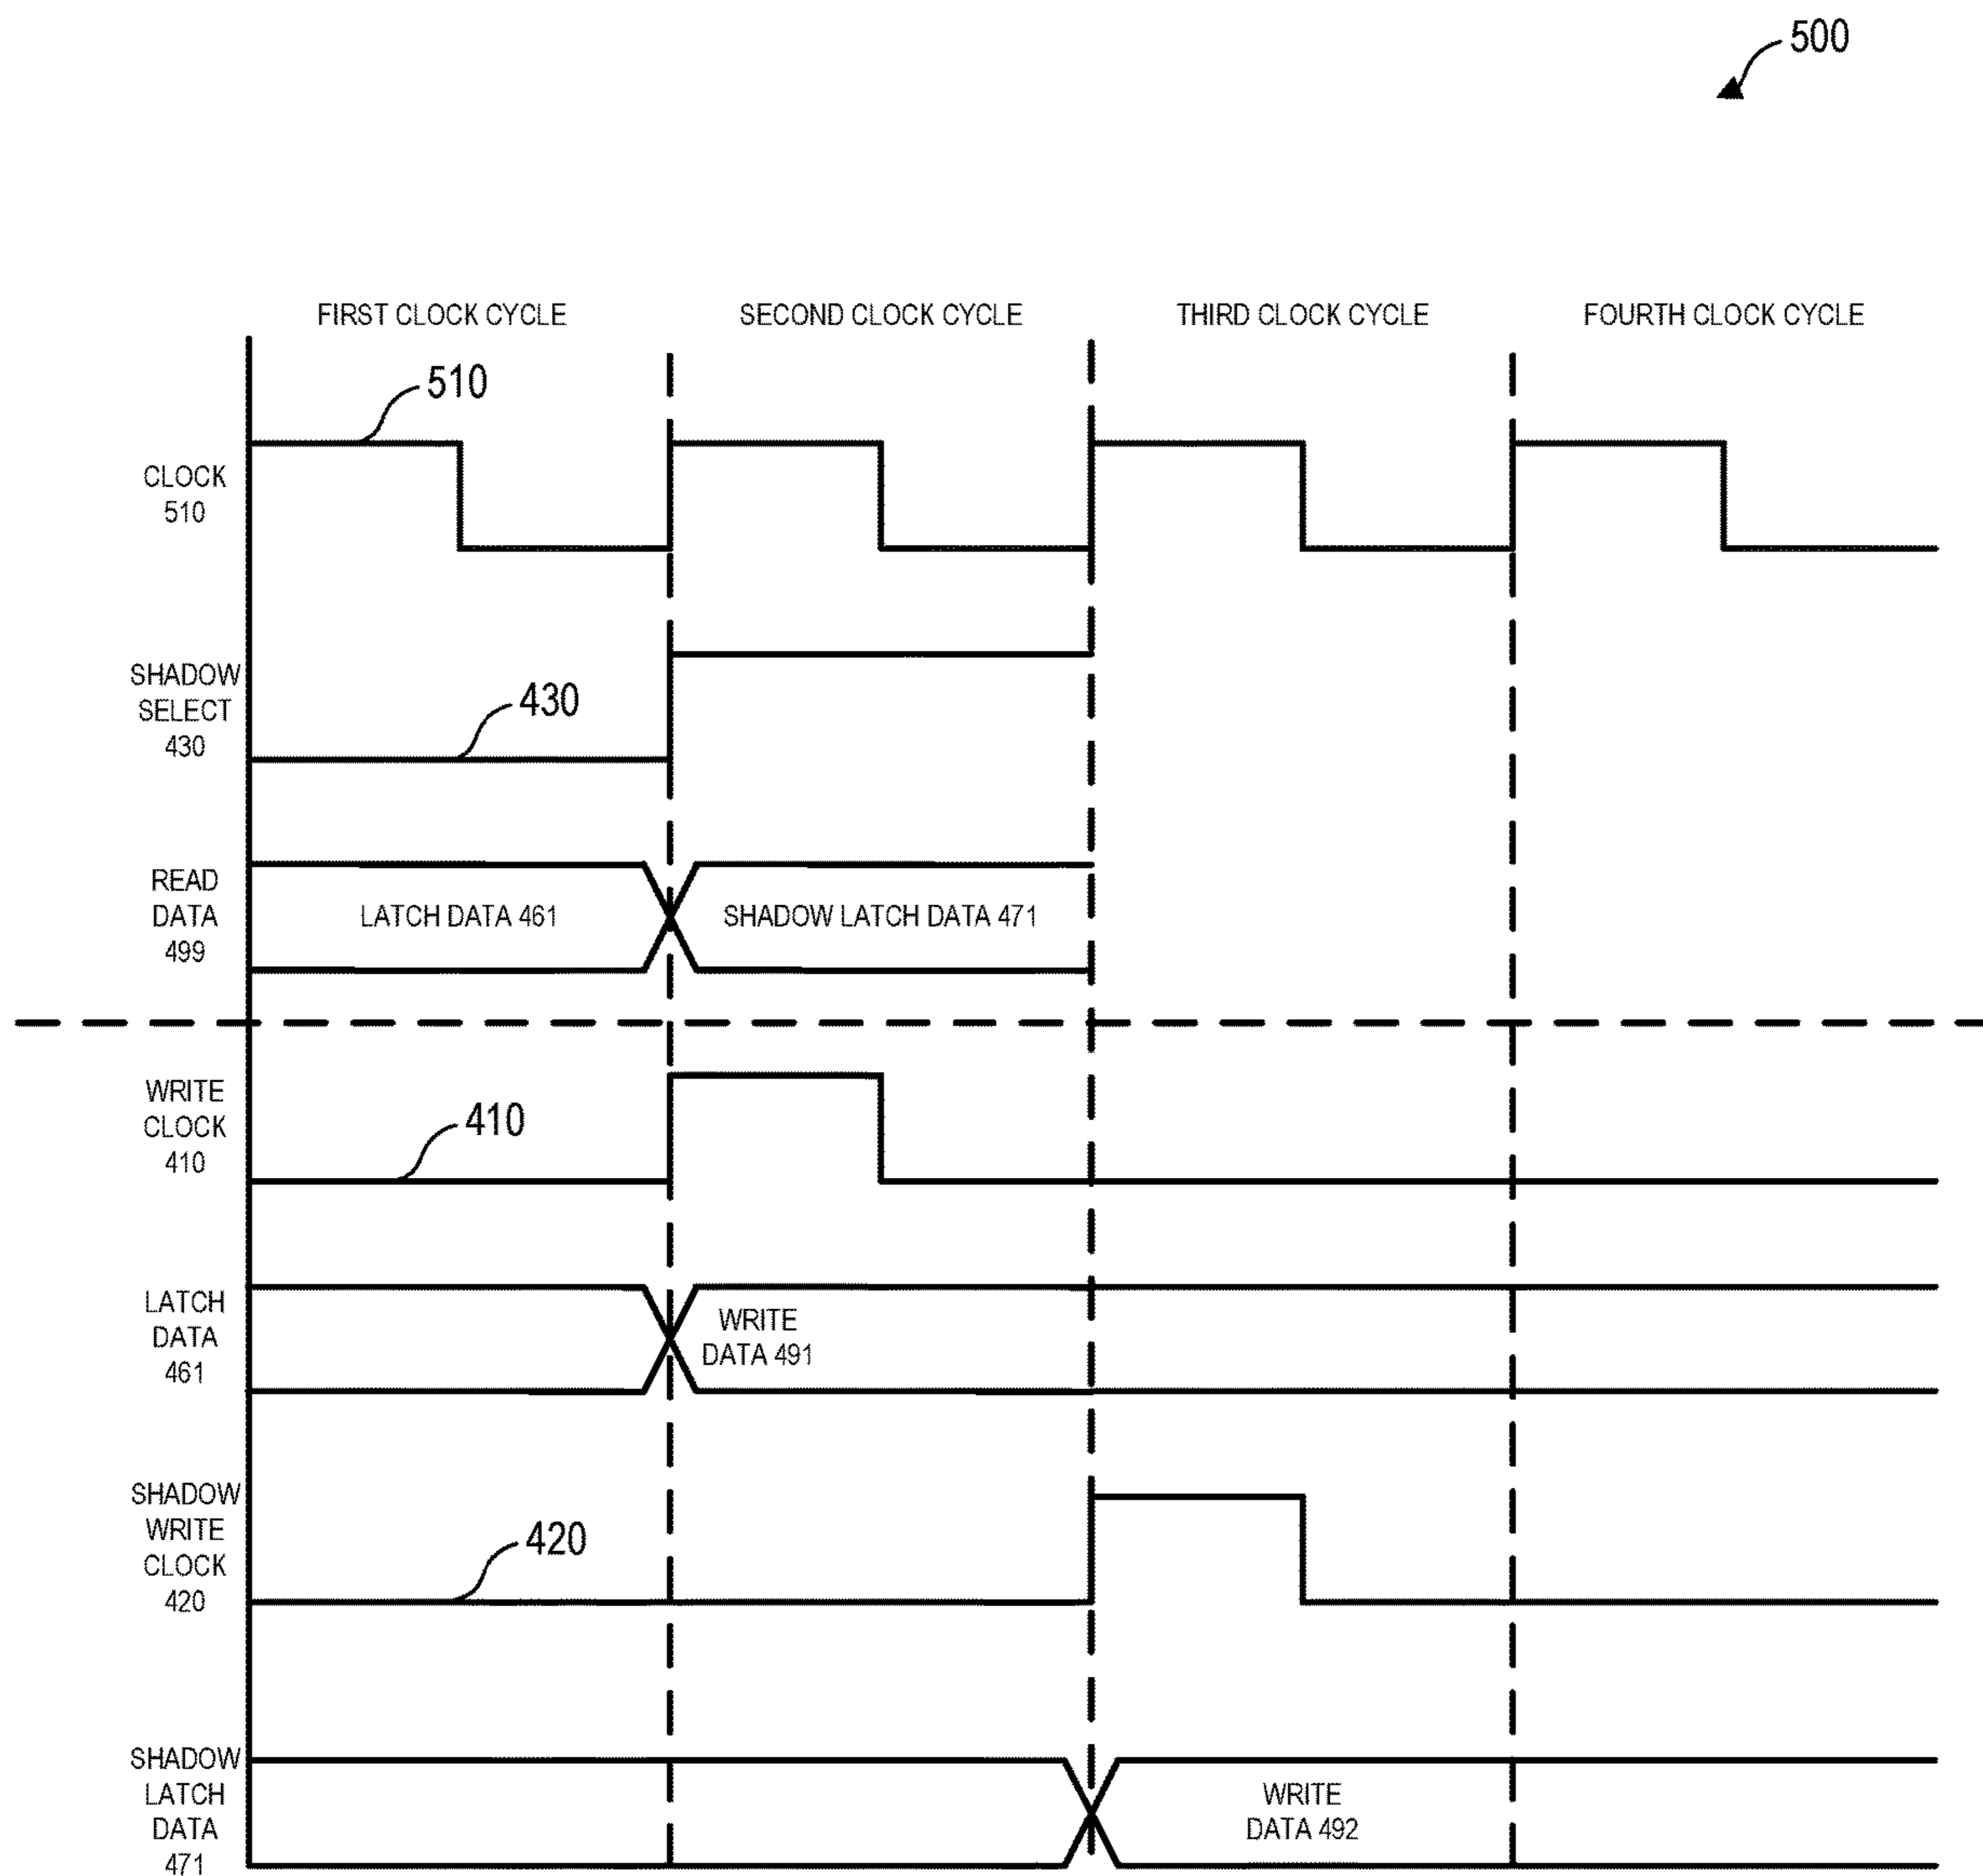 500
FIRST CLOCK CYCLE
SECOND CLOCK CYCLE
THIRD CLOCK CYCLE
FOURTH CLOCK CYCLE
510
CLOCK
510
SHADOW
SELECT
430
430
READ
DATA
499
LATCH DATA 461
SHADOW LATCH DATA 471
WRITE
CLOCK
410
410
LATCH
DATA
461
WRITE
DATA 491
SHADOW
WRITE
CLOCK
420
420
SHADOW
LATCH
DATA
471
WRITE
DATA 492